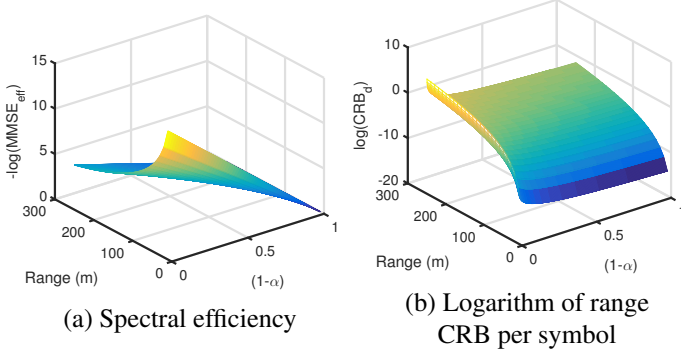 15
10
5
0
-log(MMSE_eff)
300
200
100
0
Range (m)
0
0.5
1
(1-α)
(a) Spectral efficiency
10
0
-10
-20
log(CRB_d)
300
200
100
0
Range (m)
0
0.5
1
(1-α)
(b) Logarithm of range
CRB per symbol